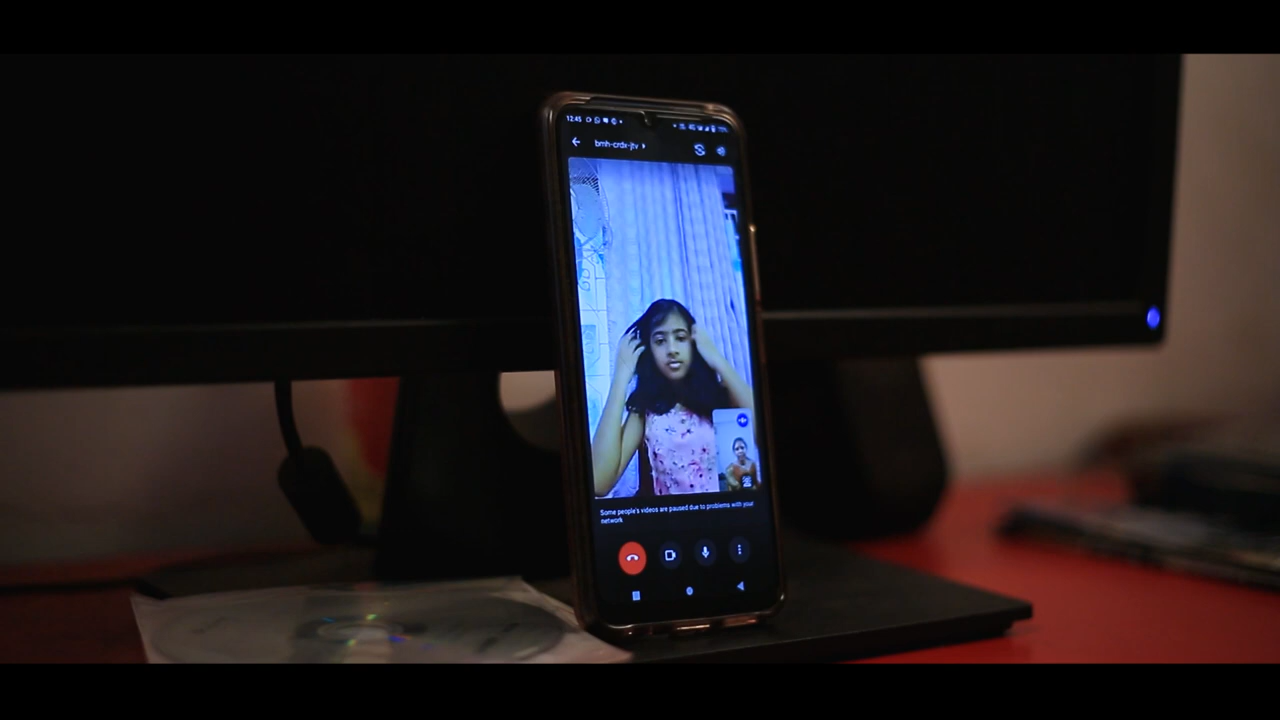 12:45
bmh-crdx-jtv
Some people's videos are paused due to problems with your
network